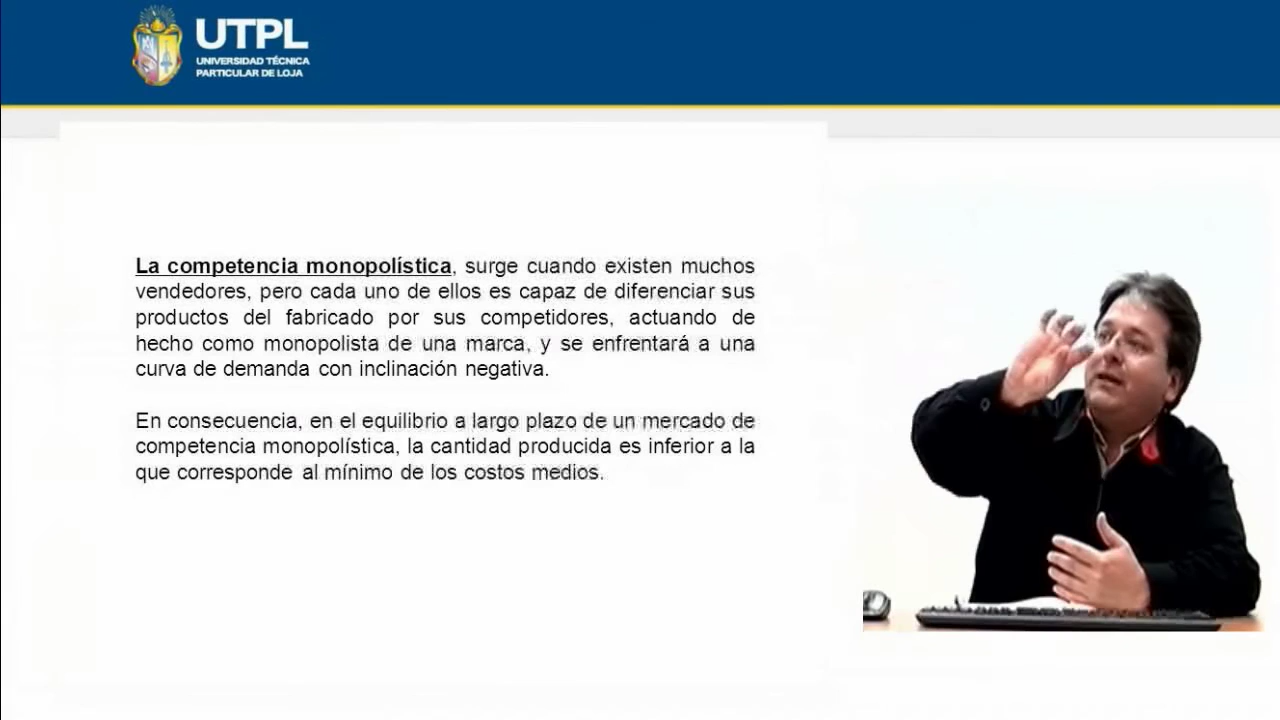 UTPL
UNIVERSIDAD TÉCNICA
PARTICULAR DE LOJA
La competencia monopolística, surge cuando existen muchos
vendedores, pero cada uno de ellos es capaz de diferenciar sus
productos del fabricado por sus competidores, actuando de
hecho como monopolista de una marca, y se enfrentará a una
curva de demanda con inclinación negativa.
En consecuencia, en el equilibrio a largo plazo de un mercado de
competencia monopolística, la cantidad producida es inferior a la
que corresponde al mínimo de los costos medios.